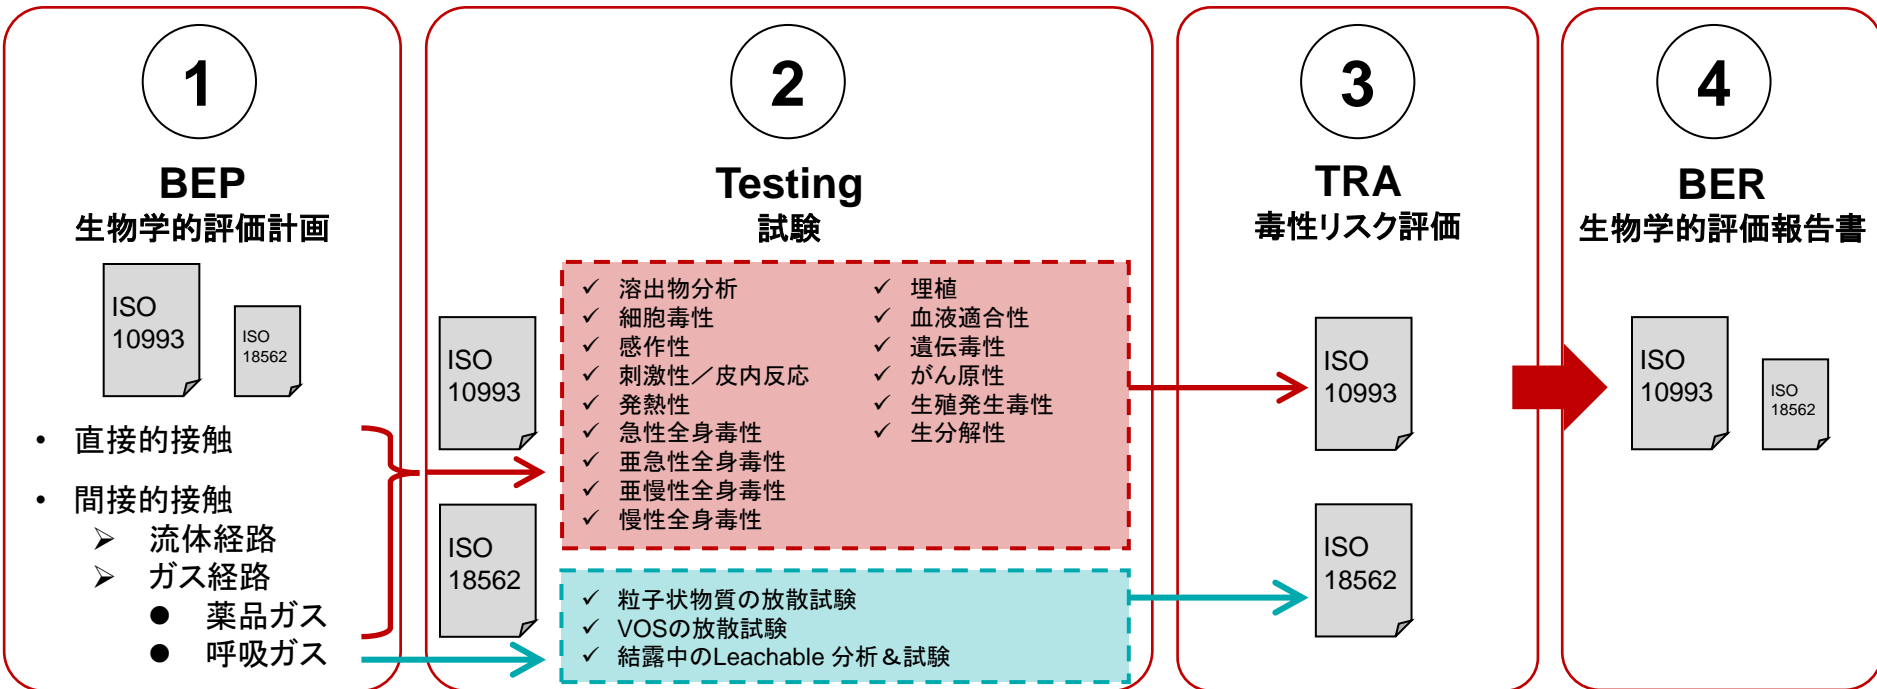 1
BEP
生物学的評価計画
ISO
10993
ISO
18562
• 直接的接触
• 間接的接触
➢ 流体経路
➢ ガス経路
● 薬品ガス
● 呼吸ガス
2
Testing
試験
ISO
10993
✓ 溶出物分析
✓ 細胞毒性
✓ 感作性
✓ 刺激性／皮内反応
✓ 発熱性
✓ 急性全身毒性
✓ 亜急性全身毒性
✓ 亜慢性全身毒性
✓ 慢性全身毒性
✓ 埋植
✓ 血液適合性
✓ 遺伝毒性
✓ がん原性
✓ 生殖発生毒性
✓ 生分解性
ISO
18562
✓ 粒子状物質の放散試験
✓ VOSの放散試験
✓ 結露中のLeachable 分析＆試験
3
TRA
毒性リスク評価
ISO
10993
ISO
18562
4
BER
生物学的評価報告書
ISO
10993
ISO
18562